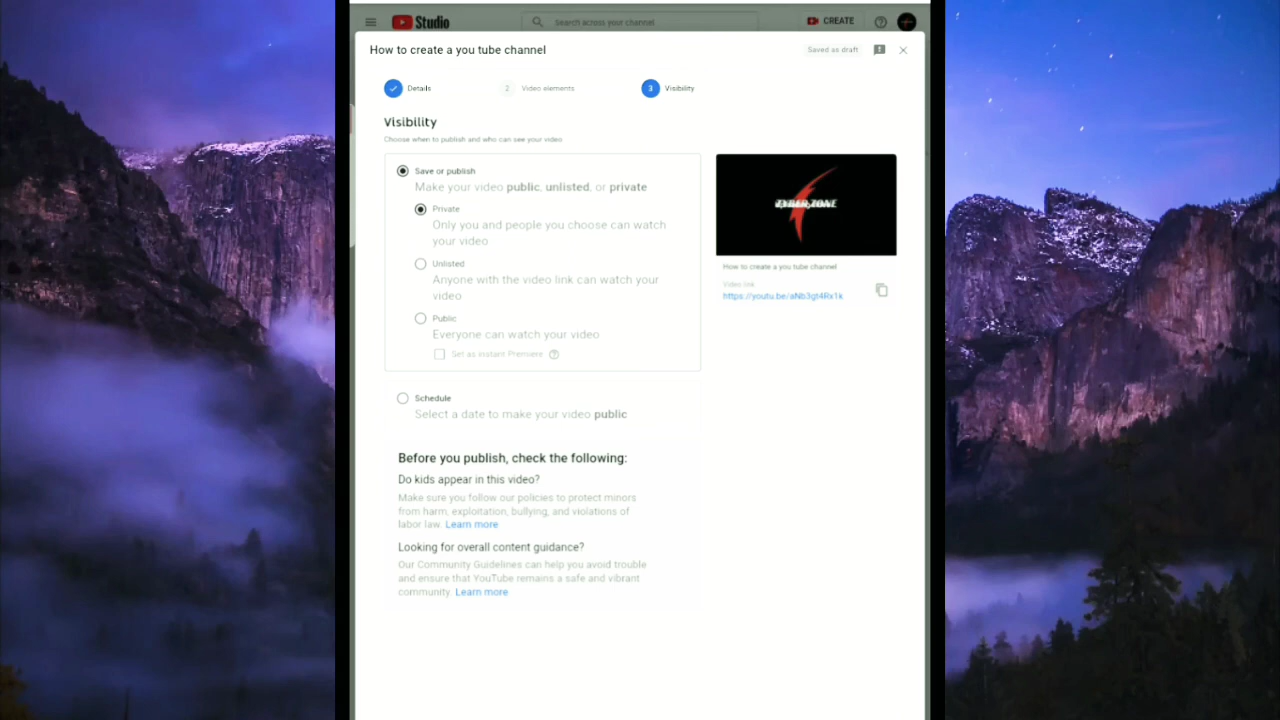 Studio
Search across your channel
CREATE
How to create a you tube channel
Saved as draft
Details
2 Video elements
3 Visibility
Visibility
Choose when to publish and who can see your video
Save or publish
Make your video public, unlisted, or private
Private
Only you and people you choose can watch
your video
Unlisted
Anyone with the video link can watch your
video
Public
Everyone can watch your video
Set as instant Premiere
Schedule
Select a date to make your video public
ZYBER ZONE
How to create a you tube channel
Video link
https://youtu.be/aNb3gt4Rx1k
Before you publish, check the following:
Do kids appear in this video?
Make sure you follow our policies to protect minors
from harm, exploitation, bullying, and violations of
labor law. Learn more
Looking for overall content guidance?
Our Community Guidelines can help you avoid trouble
and ensure that YouTube remains a safe and vibrant
community. Learn more